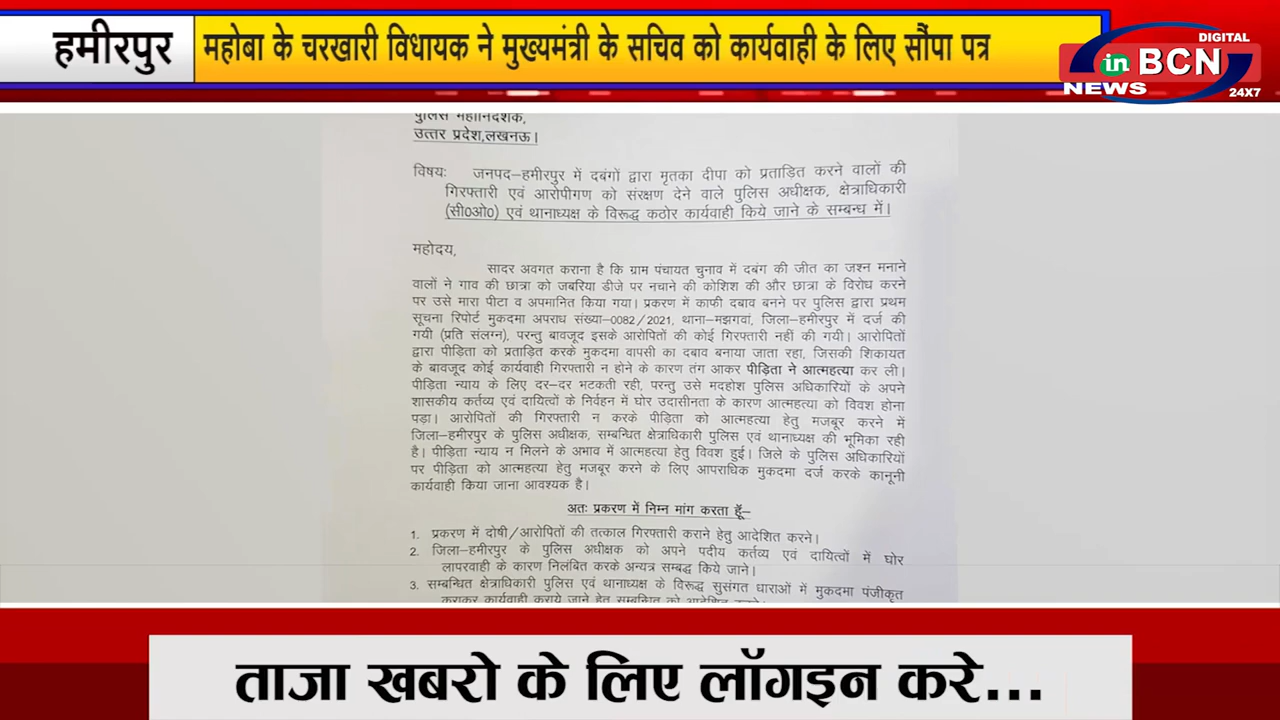 हमीरपुर
महोबा के चरखारी विधायक ने मुख्यमंत्री के सचिव को कार्यवाही के लिए सौंपा पत्र
DIGITAL
in BCN
NEWS
24X7
पुलिस महानिदेशक,
उत्तर प्रदेश,लखनऊ।
विषयः जनपद–हमीरपुर में दबंगों द्वारा मृतका दीपा को प्रताड़ित करने वालों की
गिरफ्तारी एवं आरोपीगण को संरक्षण देने वाले पुलिस अधीक्षक, क्षेत्राधिकारी
(सी0ओ0) एवं थानाध्यक्ष के विरूद्ध कठोर कार्यवाही किये जाने के सम्बन्ध में।
महोदय,
सादर अवगत कराना है कि ग्राम पंचायत चुनाव में दबंग की जीत का जश्न मनाने
वालों ने गाव की छात्रा को जबरिया डीजे पर नचाने की कोशिश की और छात्रा के विरोध करने
पर उसे मारा पीटा व अपमानित किया गया। प्रकरण में काफी दबाव बनने पर पुलिस द्वारा प्रथम
सूचना रिपोर्ट मुकदमा अपराध संख्या–0082/2021, थाना–मझगवां, जिला–हमीरपुर में दर्ज की
गयी (प्रति संलग्न), परन्तु बावजूद इसके आरोपितों की कोई गिरफ्तारी नहीं की गयी। आरोपितों
द्वारा पीड़िता को प्रताड़ित करके मुकदमा वापसी का दबाव बनाया जाता रहा, जिसकी शिकायत
के बावजूद कोई कार्यवाही गिरफ्तारी न होने के कारण तंग आकर पीड़िता ने आत्महत्या कर ली।
पीड़िता न्याय के लिए दर–दर भटकती रही, परन्तु उसे मदहोश पुलिस अधिकारियों के अपने
शासकीय कर्तव्य एवं दायित्वों के निर्वहन में घोर उदासीनता के कारण आत्महत्या को विवश होना
पड़ा। आरोपितों की गिरफ्तारी न करके पीड़िता को आत्महत्या हेतु मजबूर करने में
जिला–हमीरपुर के पुलिस अधीक्षक, सम्बन्धित क्षेत्राधिकारी पुलिस एवं थानाध्यक्ष की भूमिका रही
है। पीड़िता न्याय न मिलने के अभाव में आत्महत्या हेतु विवश हुई। जिले के पुलिस अधिकारियों
पर पीड़िता को आत्महत्या हेतु मजबूर करने के लिए आपराधिक मुकदमा दर्ज करके कानूनी
कार्यवाही किया जाना आवश्यक है।
अतः प्रकरण में निम्न मांग करता हूँ–
1. प्रकरण में दोषी/आरोपितों की तत्काल गिरफ्तारी कराने हेतु आदेशित करने।
2. जिला–हमीरपुर के पुलिस अधीक्षक को अपने पदीय कर्तव्य एवं दायित्वों में घोर
लापरवाही के कारण निलंबित करके अन्यत्र सम्बद्ध किये जाने।
3. सम्बन्धित क्षेत्राधिकारी पुलिस एवं थानाध्यक्ष के विरूद्ध सुसंगत धाराओं में मुकदमा पंजीकृत
कराकर कार्यवाही कराये जाने हेतु सम्बन्धित को आदेशित करने।
ताजा खबरो के लिए लॉगइन करे...